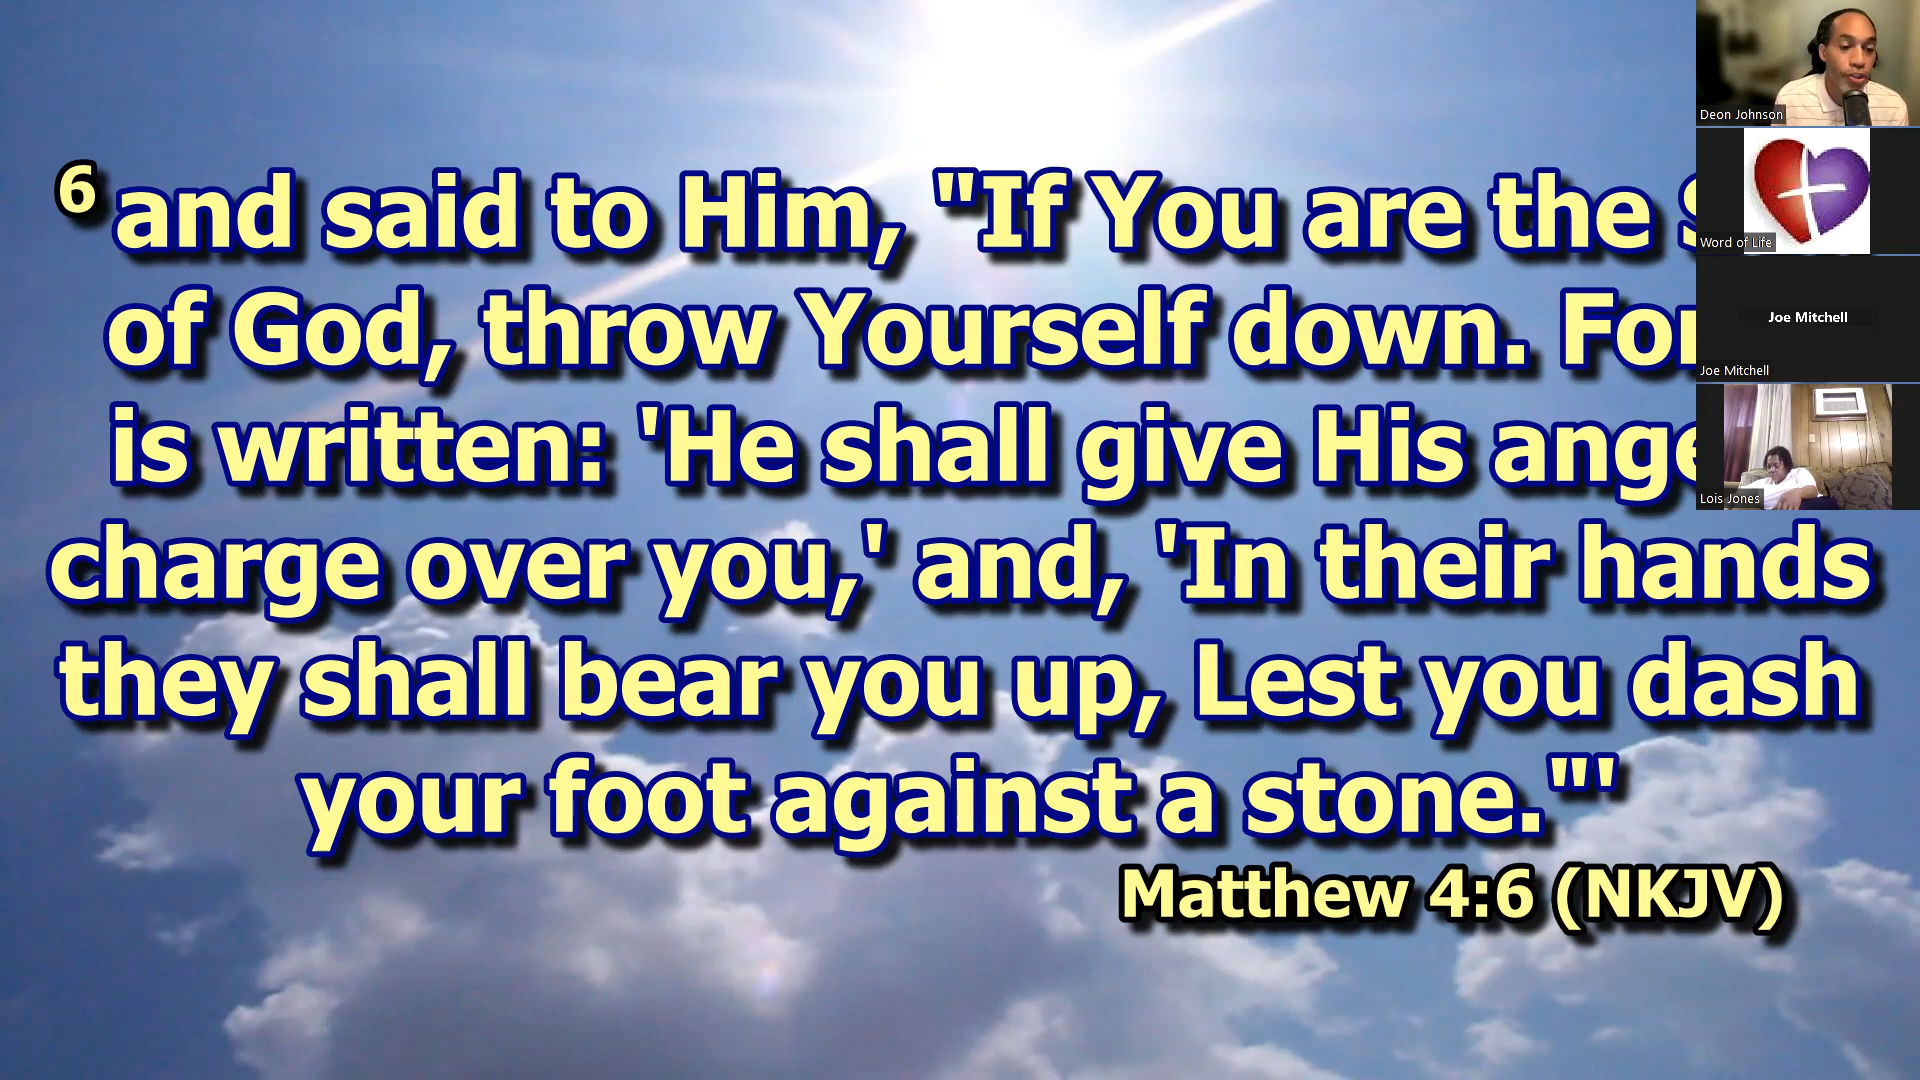 6 and said to Him, "If You are the
of God, throw Yourself down. For
is written: 'He shall give His
charge over you,' and, 'In their hands
they shall bear you up, Lest you dash
your foot against a stone."'
Matthew 4:6 (NKJV)
Deon Johnson
Word of Life
Joe Mitchell
Joe Mitchell
Lois Jones